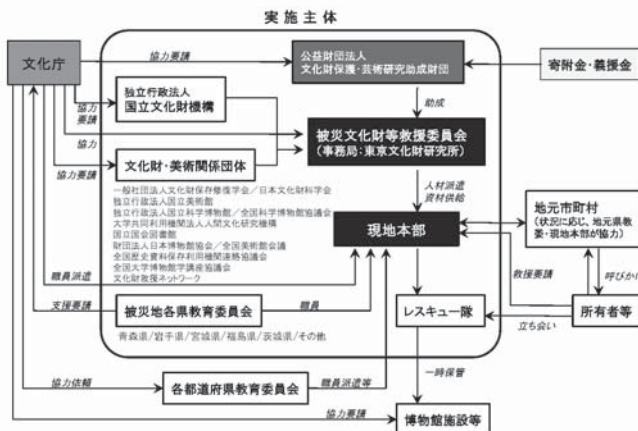 実施主体
文化庁
協力要請
公益財団法人
文化財保護・芸術研究助成財団
寄附金・義援金
独立行政法人
国立文化財機構
協力
要請
助成
協力
被災文化財等救援委員会
(事務局：東京文化財研究所)
文化財・美術関係団体
協力要請
一般社団法人文化財保存修復学会／日本文化財科学会
独立行政法人国立美術館
独立行政法人国立科学博物館／全国科学博物館協議会
大学共同利用機関法人人間文化研究機構
国立国会図書館
財団法人日本博物館協会／全国美術館会議
全国歴史資料保存利用機関連絡協議会
全国大学博物館学講座協議会
文化財救援ネットワーク
人材派遣
資材供給
現地本部
地元市町村
(状況に応じ、地元県教
委・現地本部が協力)
職員派遣
救援要請
呼びかけ
支援要請
被災地各県教育委員会
職員
レスキュー隊
立ち会い
所有者等
青森県/岩手県/宮城県/福島県/茨城県/その他
一時保管
協力依頼
各都道府県教育委員会
職員派遣等
協力要請
博物館施設等